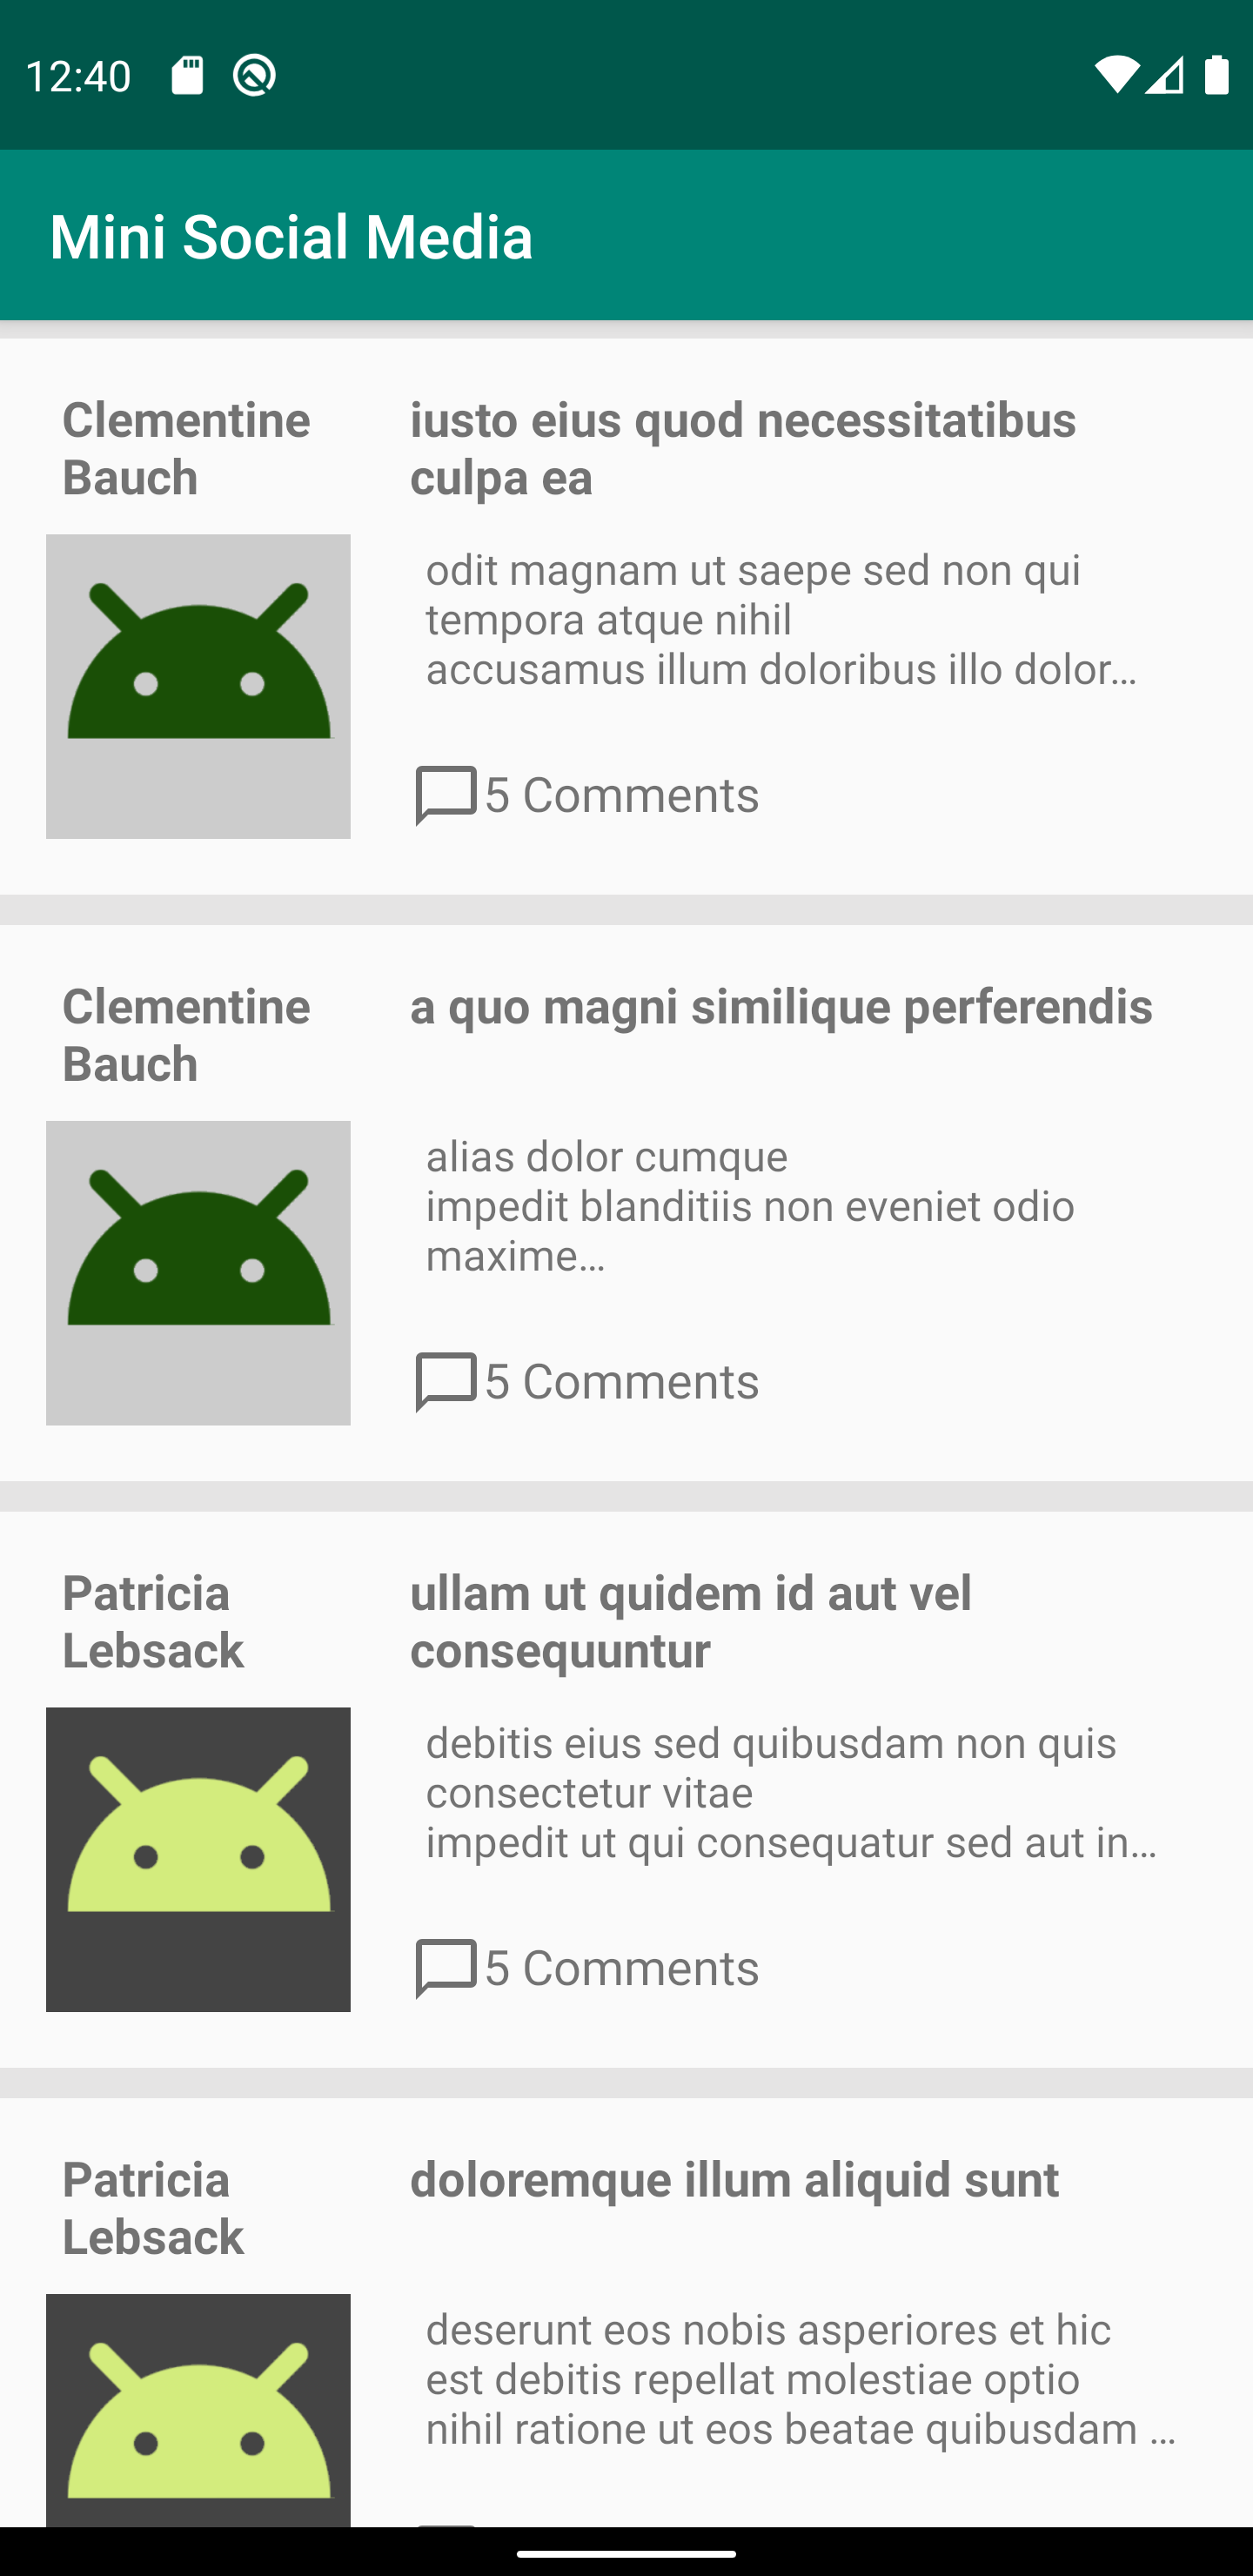 12:40
Mini Social Media
Clementine
Bauch
iusto eius quod necessitatibus
culpa ea
odit magnam ut saepe sed non qui
tempora atque nihil
accusamus illum doloribus illo dolor...
5 Comments
Clementine
Bauch
a quo magni similique perferendis
alias dolor cumque
impedit blanditiis non eveniet odio
maxime...
5 Comments
Patricia
Lebsack
ullam ut quidem id aut vel
consequuntur
debitis eius sed quibusdam non quis
consectetur vitae
impedit ut qui consequatur sed aut in...
5 Comments
Patricia
Lebsack
doloremque illum aliquid sunt
deserunt eos nobis asperiores et hic
est debitis repellat molestiae optio
nihil ratione ut eos beatae quibusdam ...